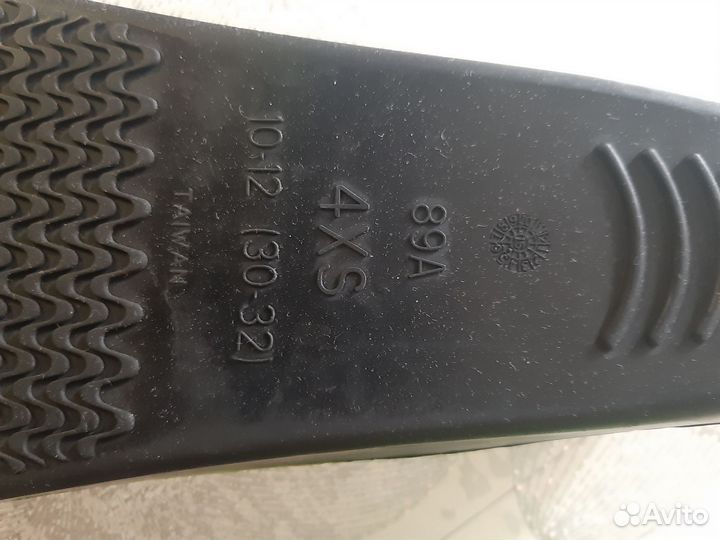 89A
4XS
10-12 (30-32)
TAIWAN
Avito